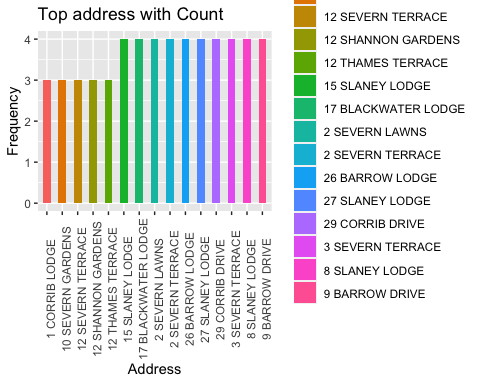 Top address with Count
Frequency
4
3
2
1
0
1 CORRIB LODGE
10 SEVERN GARDENS
12 SEVERN TERRACE
12 SHANNON GARDENS
12 THAMES TERRACE
15 SLANEY LODGE
17 BLACKWATER LODGE
2 SEVERN LAWNS
2 SEVERN TERRACE
26 BARROW LODGE
27 SLANEY LODGE
29 CORRIB DRIVE
3 SEVERN TERRACE
8 SLANEY LODGE
9 BARROW DRIVE
Address
12 SEVERN TERRACE
12 SHANNON GARDENS
12 THAMES TERRACE
15 SLANEY LODGE
17 BLACKWATER LODGE
2 SEVERN LAWNS
2 SEVERN TERRACE
26 BARROW LODGE
27 SLANEY LODGE
29 CORRIB DRIVE
3 SEVERN TERRACE
8 SLANEY LODGE
9 BARROW DRIVE